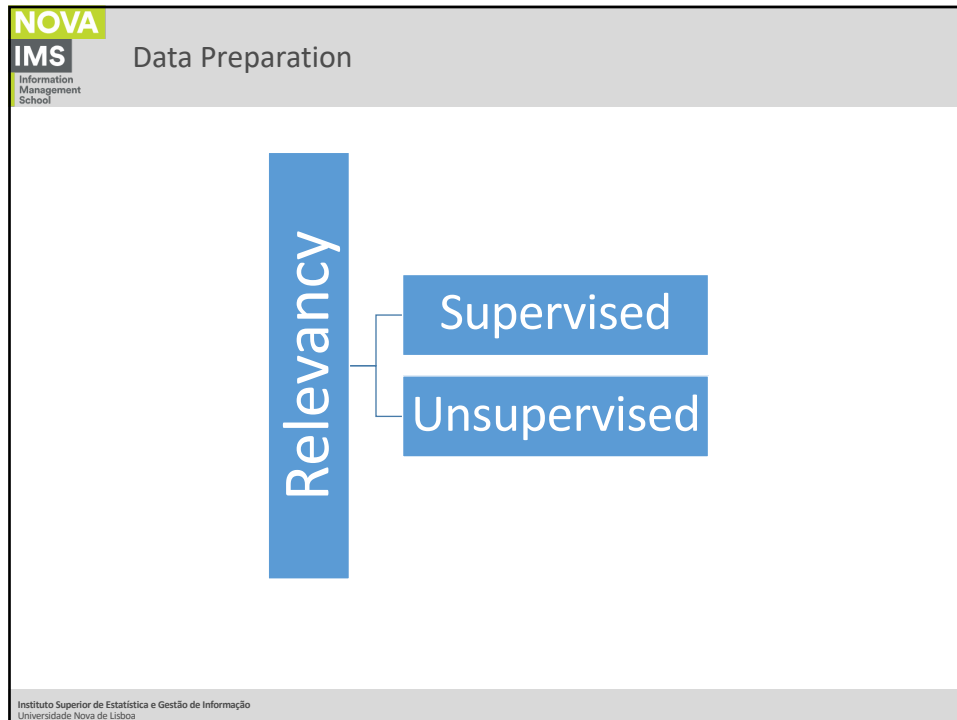 NOVA
IMS
Information
Management
School
Data Preparation
Relevancy
Supervised
Unsupervised
Instituto Superior de Estatística e Gestão de Informação
Universidade Nova de Lisboa